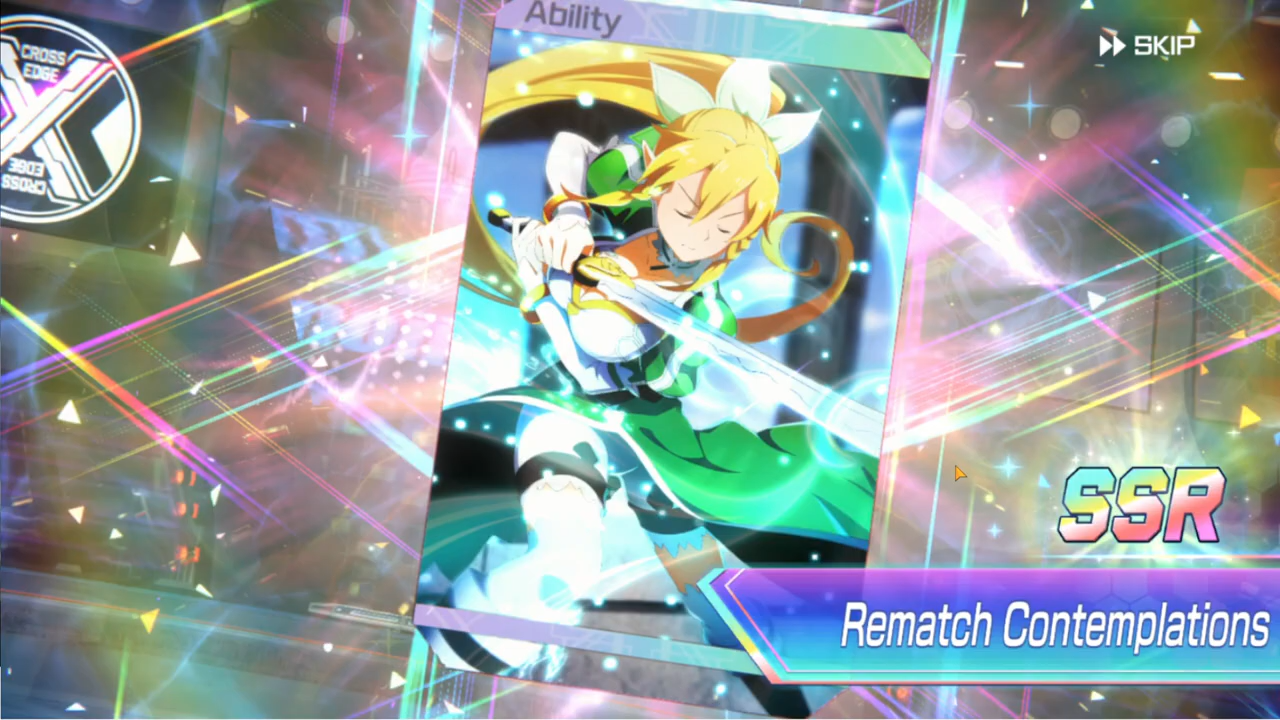 Ability
CROSS
EDGE
SKIP
EDGE
CROSS
SSR
Rematch Contemplations